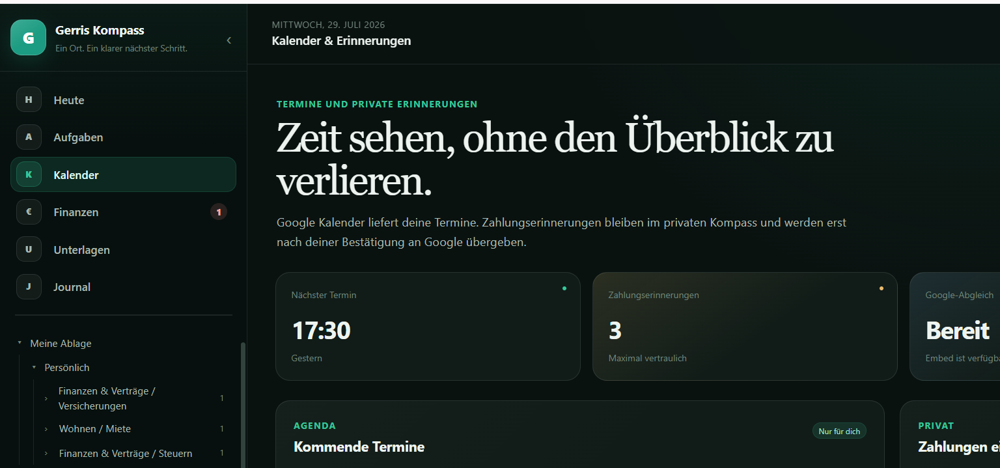 G
Gerris Kompass
Ein Ort. Ein klarer nächster Schritt.
‹
H
Heute
A
Aufgaben
K
Kalender
€
Finanzen
1
U
Unterlagen
J
Journal
Meine Ablage
Persönlich
Finanzen & Verträge /
Versicherungen
1
Wohnen / Miete
1
Finanzen & Verträge / Steuern
1
MITTWOCH, 29. JULI 2026
Kalender & Erinnerungen
TERMINE UND PRIVATE ERINNERUNGEN
Zeit sehen, ohne den Überblick zu
verlieren.
Google Kalender liefert deine Termine. Zahlungserinnerungen bleiben im privaten Kompass und werden erst
nach deiner Bestätigung an Google übergeben.
Nächster Termin
17:30
Gestern
Zahlungserinnerungen
3
Maximal vertraulich
Google-Abgleich
Bereit
Embed ist
AGENDA
Kommende Termine
Nur für dich
PRIVAT
Zahlungen